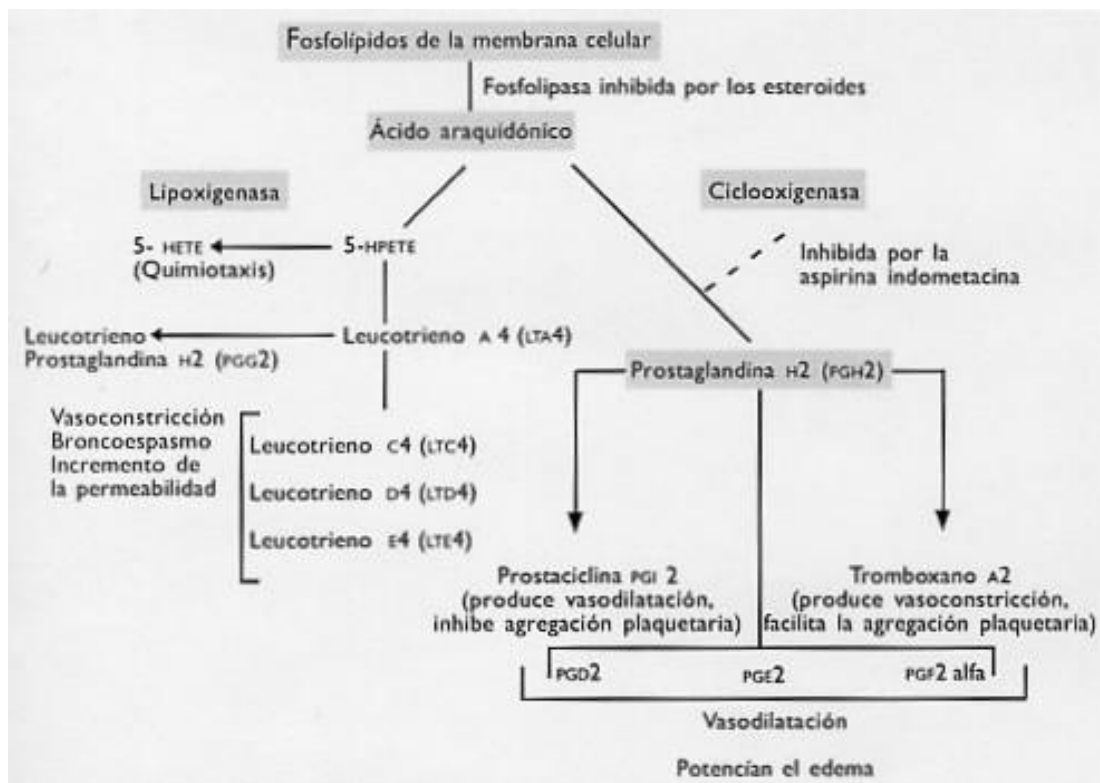 Fosfolípidos de la membrana celular
Fosfolipasa inhibida por los esteroides
Ácido araquidónico
Lipoxigenasa
Ciclooxigenasa
5- HETE
(Quimiotaxis)
5-HPETE
Inhibida por la
aspirina indometacina
Leucotrieno
Prostaglandina H2 (PGG2)
Leucotrieno A 4 (LTA4)
Prostaglandina H2 (PGH2)
Vasoconstricción
Broncoespasmo
Incremento de
la permeabilidad
Leucotrieno C4 (LTC4)
Leucotrieno D4 (LTD4)
Leucotrieno E4 (LTE4)
Prostaciclina PGI 2
(produce vasodilatación,
inhibe agregación plaquetaria)
Tromboxano A2
(produce vasoconstricción,
facilita la agregación plaquetaria)
PGD2
PGE2
PGF2 alfa
Vasodilatación
Potencían el edema